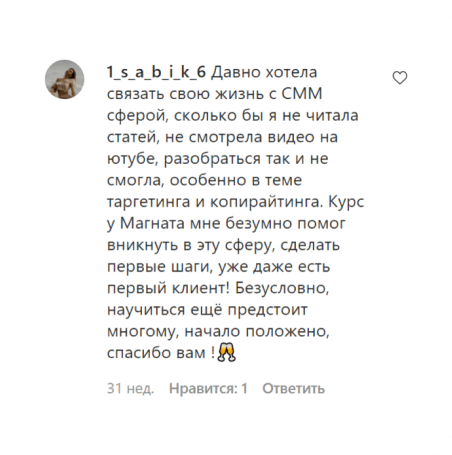 1_s_a_b_i_k_6 Давно хотела
связать свою жизнь с СММ
сферой, сколько бы я не читала
статей, не смотрела видео на
ютубе, разобраться так и не
смогла, особенно в теме
таргетинга и копирайтинга. Курс
у Магната мне безумно помог
вникнуть в эту сферу, сделать
первые шаги, уже даже есть
первый клиент! Безусловно,
научиться ещё предстоит
многому, начало положено,
спасибо вам !🥂
31 нед. Нравится: 1 Ответить